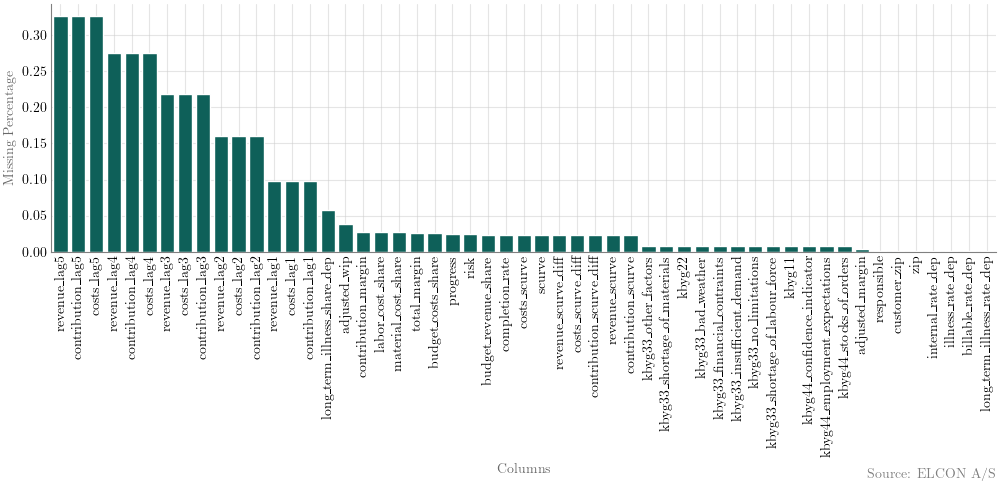 Missing Percentage
0.30
0.25
0.20
0.15
0.10
0.05
0.00
revenue_lag5
contribution_lag5
costs_lag5
revenue_lag4
contribution_lag4
costs_lag4
revenue_lag3
costs_lag3
contribution_lag3
revenue_lag2
costs_lag2
contribution_lag2
revenue_lag1
costs_lag1
contribution_lag1
long_term_illness_share_dep
adjusted_wip
contribution_margin
labor_cost_share
material_cost_share
total_margin
budget_costs_share
progress
risk
budget_revenue_share
completion_rate
costs_scurve
scurve
revenue_scurve_diff
costs_scurve_diff
contribution_scurve_diff
revenue_scurve
contribution_scurve
kbyg33_other_factors
kbyg33_shortage_of_materials
kbyg22
kbyg33_bad_weather
kbyg33_financial_contraints
kbyg33_insufficient_demand
kbyg33_no_limitations
kbyg33_shortage_of_labour_force
kbyg11
kbyg44_confidence_indicator
kbyg44_employment_expectations
kbyg44_stocks_of_orders
adjusted_margin
responsible
customer_zip
zip
internal_rate_dep
illness_rate_dep
billable_rate_dep
long_term_illness_rate_dep
Columns
Source: ELCON A/S